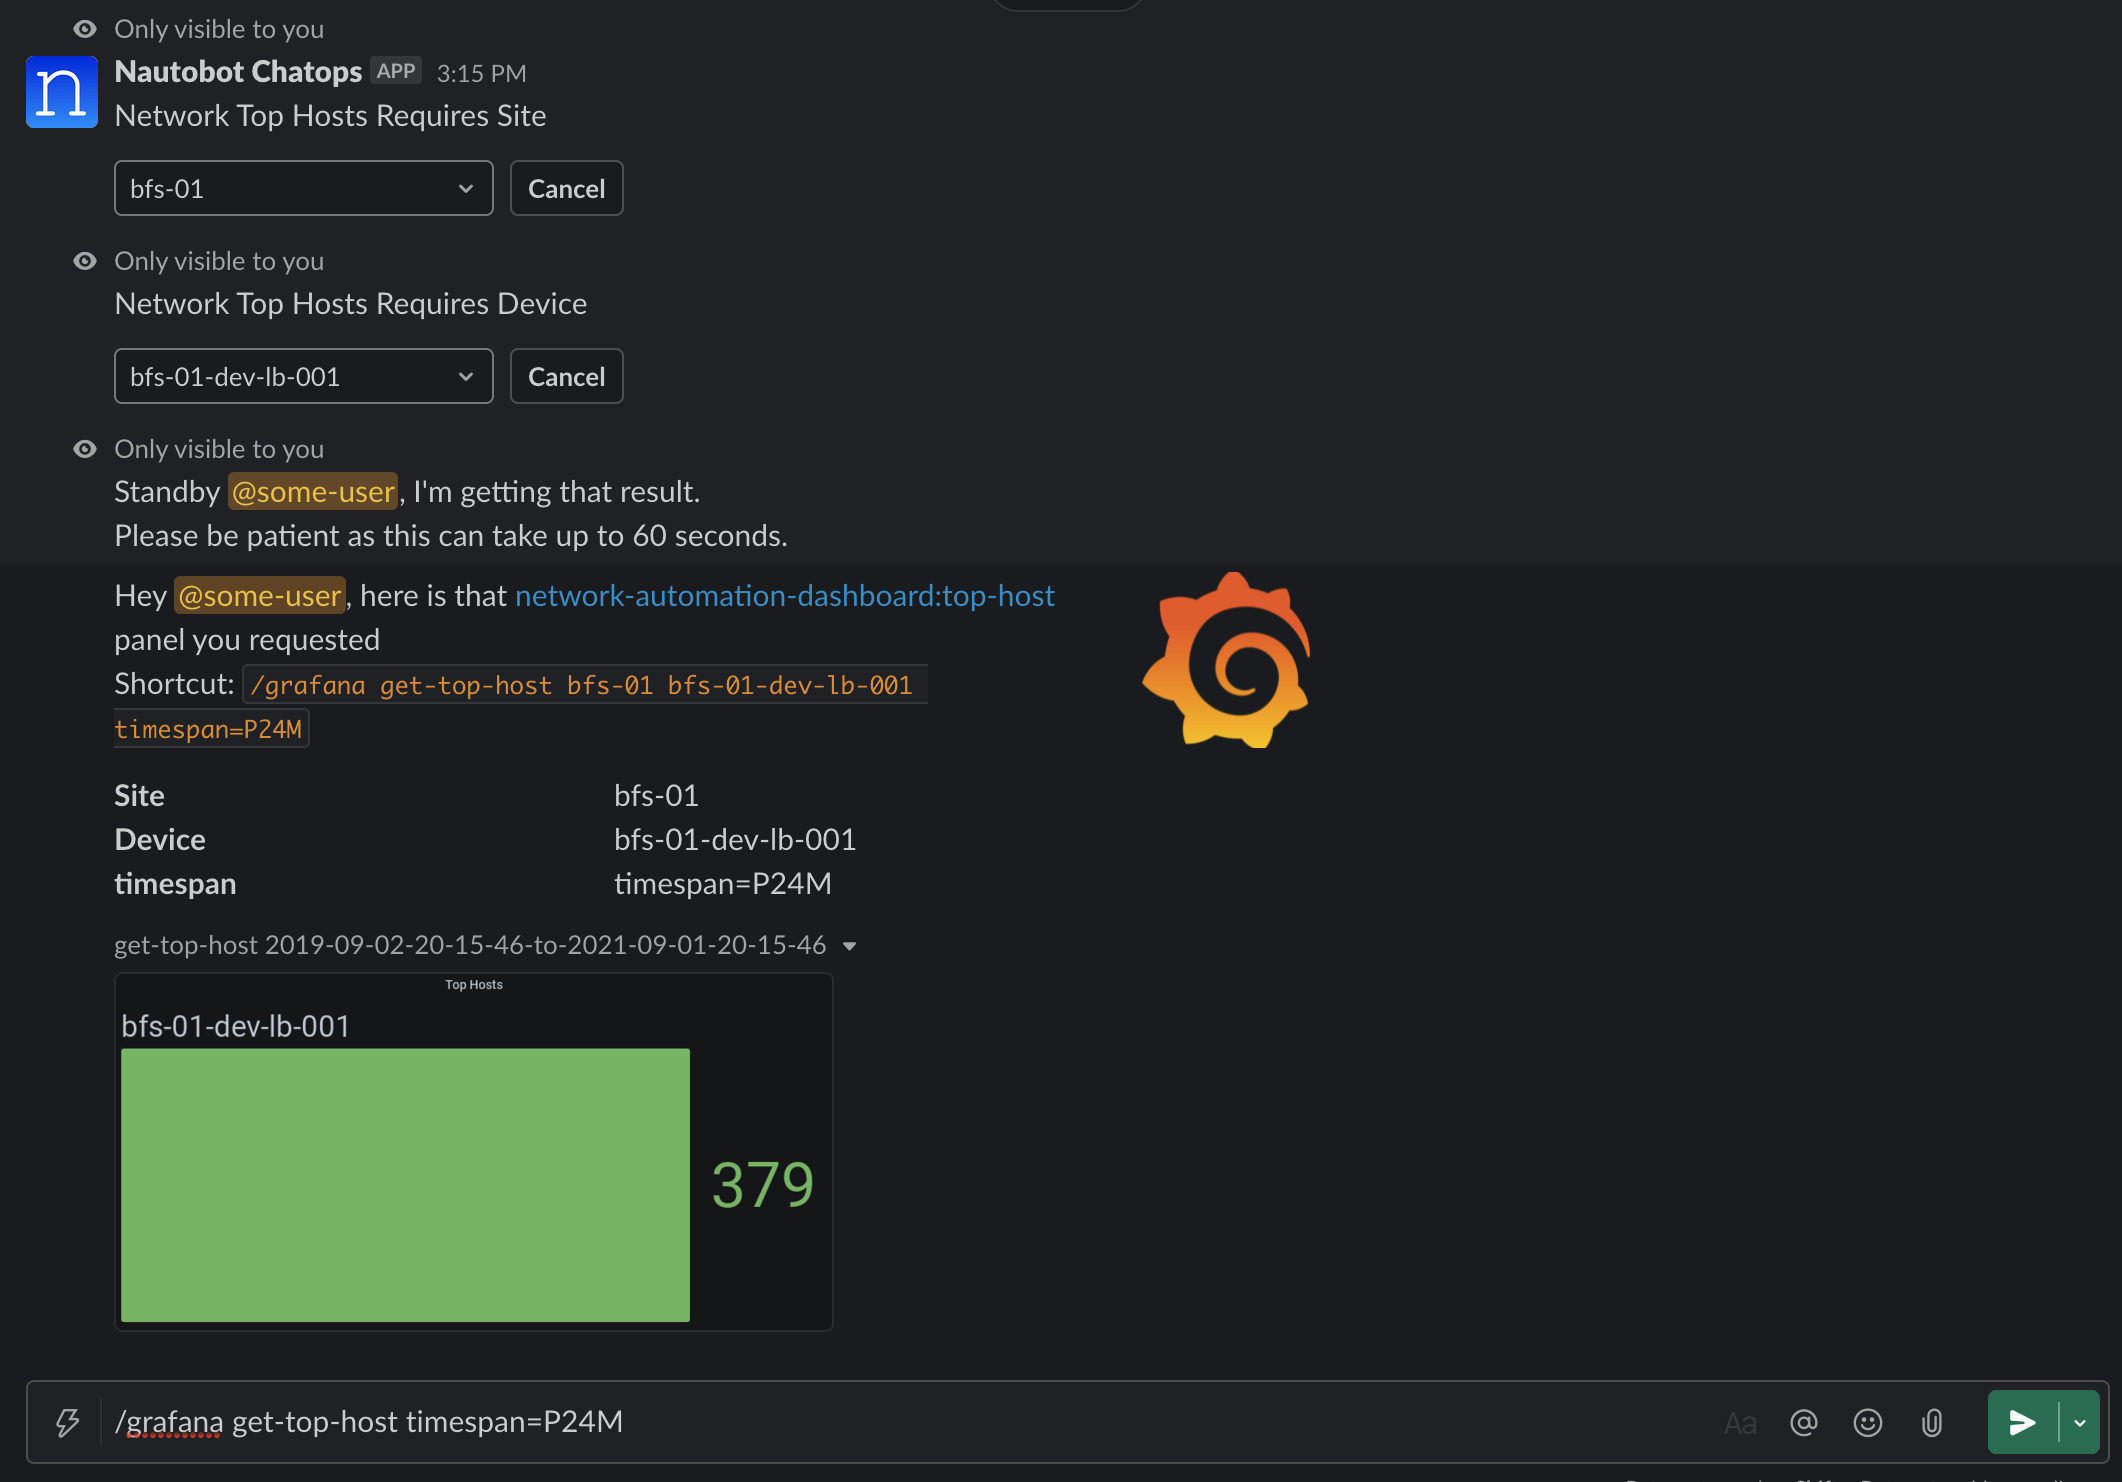 Only visible to you
n
Nautobot Chatops APP 3:15 PM
Network Top Hosts Requires Site
bfs-01 Cancel
Only visible to you
Network Top Hosts Requires Device
bfs-01-dev-lb-001 Cancel
Only visible to you
Standby @some-user, I'm getting that result.
Please be patient as this can take up to 60 seconds.
Hey @some-user, here is that network-automation-dashboard:top-host
panel you requested
Shortcut: /grafana get-top-host bfs-01 bfs-01-dev-lb-001
timespan=P24M
Site bfs-01
Device bfs-01-dev-lb-001
timespan timespan=P24M
get-top-host 2019-09-02-20-15-46-to-2021-09-01-20-15-46
Top Hosts
bfs-01-dev-lb-001
379
/grafana get-top-host timespan=P24M
Aa @